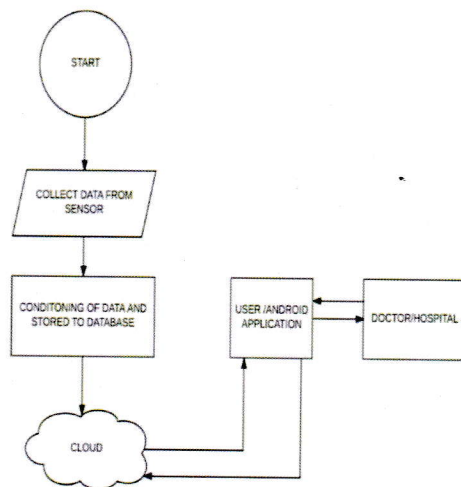 START
COLLECT DATA FROM
SENSOR
CONDITONING OF DATA AND
STORED TO DATABASE
USER /ANDROID
APPLICATION
DOCTOR/HOSPITAL
CLOUD